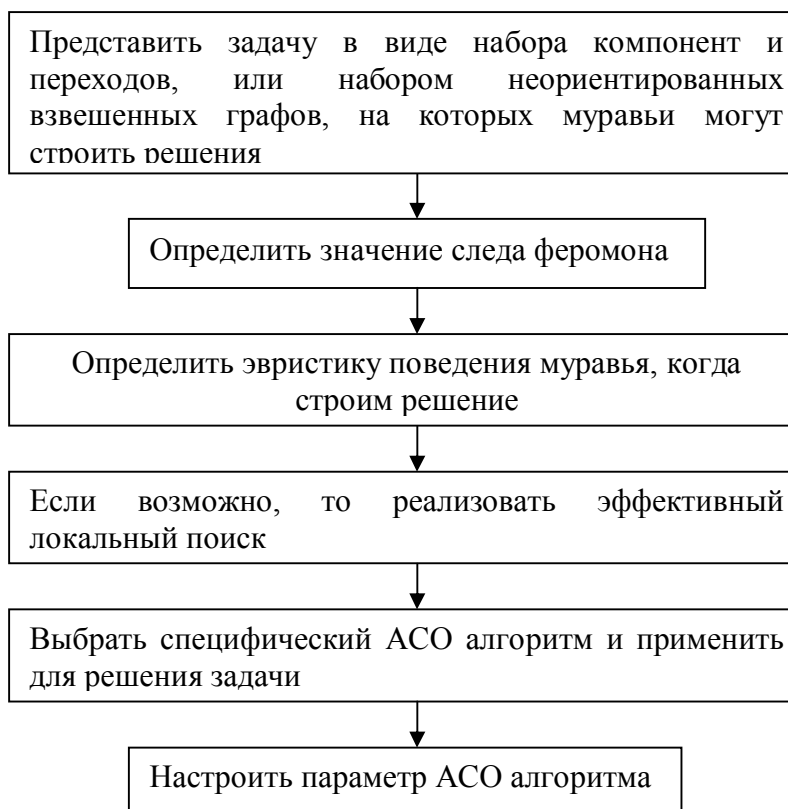 Представить задачу в виде набора компонент и
переходов, или набором неориентированных
взвешенных графов, на которых муравьи могут
строить решения
Определить значение следа феромона
Определить эвристику поведения муравья, когда
строим решение
Если возможно, то реализовать эффективный
локальный поиск
Выбрать специфический АСО алгоритм и применить
для решения задачи
Настроить параметр АСО алгоритма